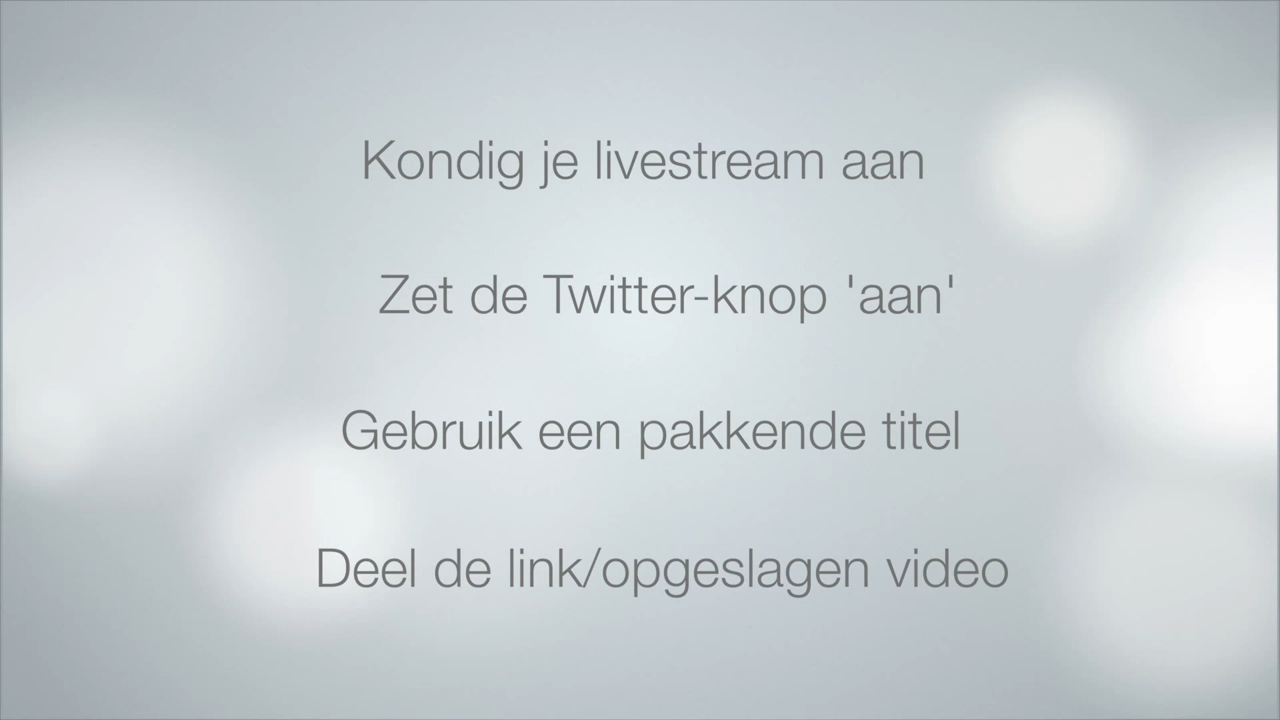 Kondig je livestream aan
Zet de Twitter-knop 'aan'
Gebruik een pakkende titel
Deel de link/opgeslagen video